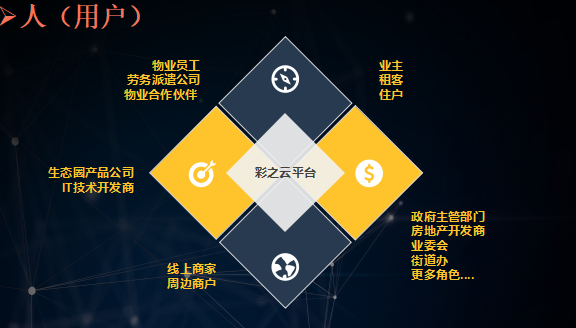 人（用户）
物业员工
劳务派遣公司
物业合作伙伴
业主
租客
住户
生态圆产品公司
IT技术开发商
彩之云平台
政府主管部门
房地产开发商
业委会
街道办
更多角色....
线上商家
周边商户